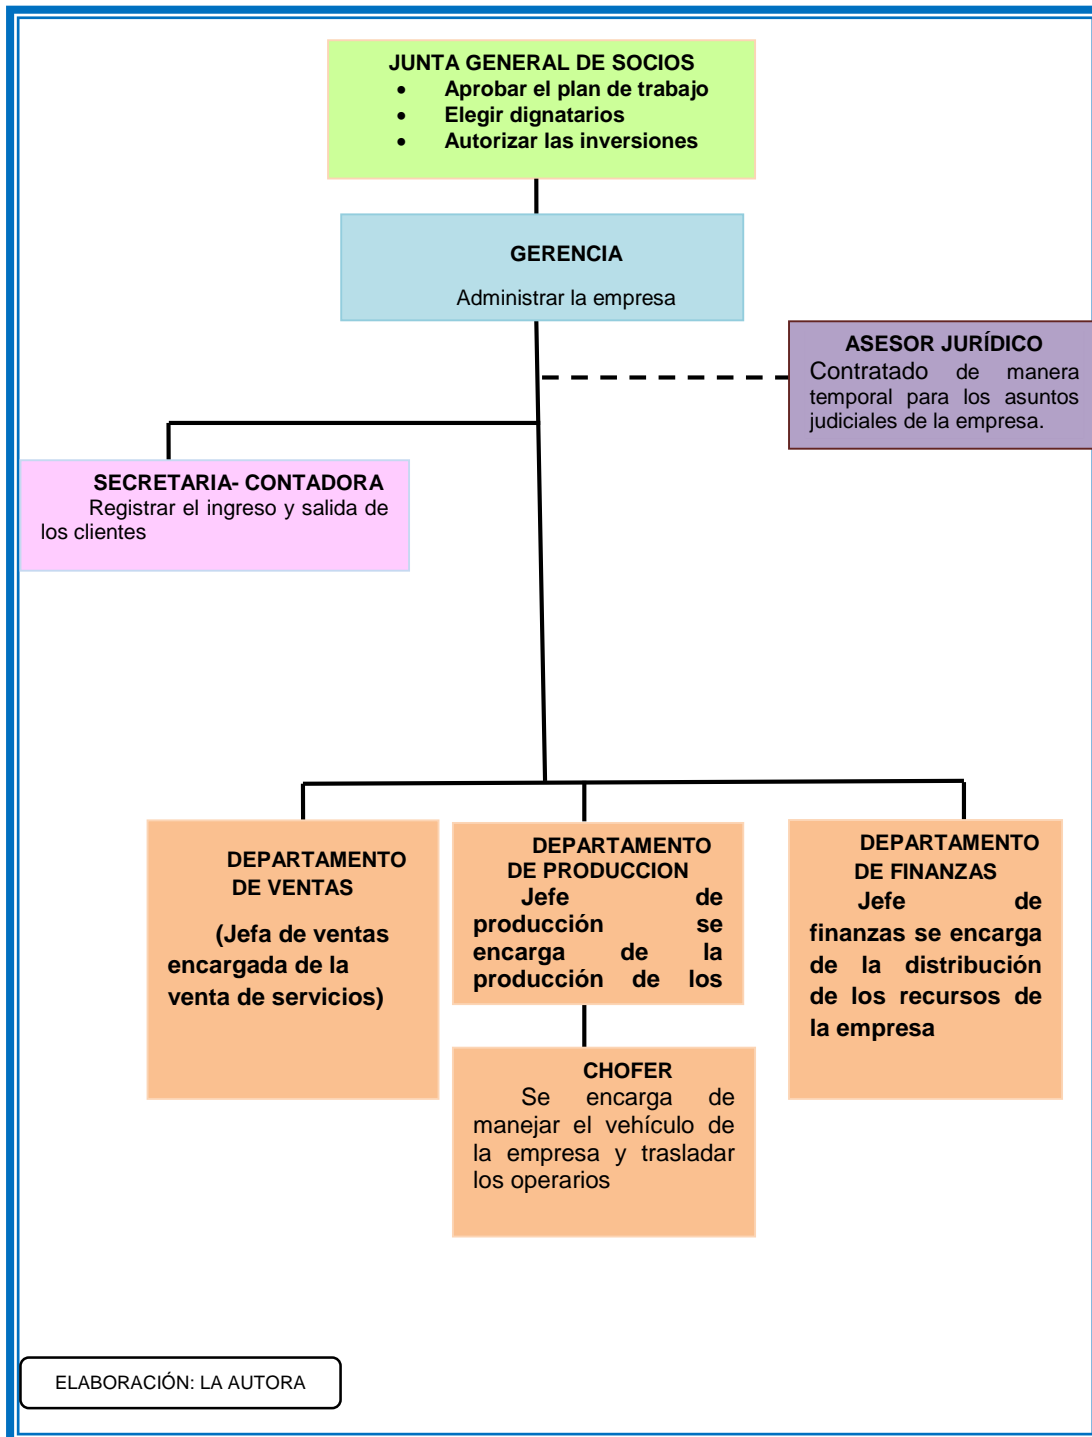 JUNTA GENERAL DE SOCIOS
• Aprobar el plan de trabajo
• Elegir dignatarios
• Autorizar las inversiones
GERENCIA
Administrar la empresa
ASESOR JURÍDICO
Contratado de manera
temporal para los asuntos
judiciales de la empresa.
SECRETARIA- CONTADORA
Registrar el ingreso y salida de
los clientes
DEPARTAMENTO
DE VENTAS
(Jefa de ventas
encargada de la
venta de servicios)
DEPARTAMENTO
DE PRODUCCION
Jefe de
producción se
encarga de la
producción de los
DEPARTAMENTO
DE FINANZAS
Jefe de
finanzas se encarga
de la distribución
de los recursos de
la empresa
CHOFER
Se encarga de
manejar el vehículo de
la empresa y trasladar
los operarios
ELABORACIÓN: LA AUTORA